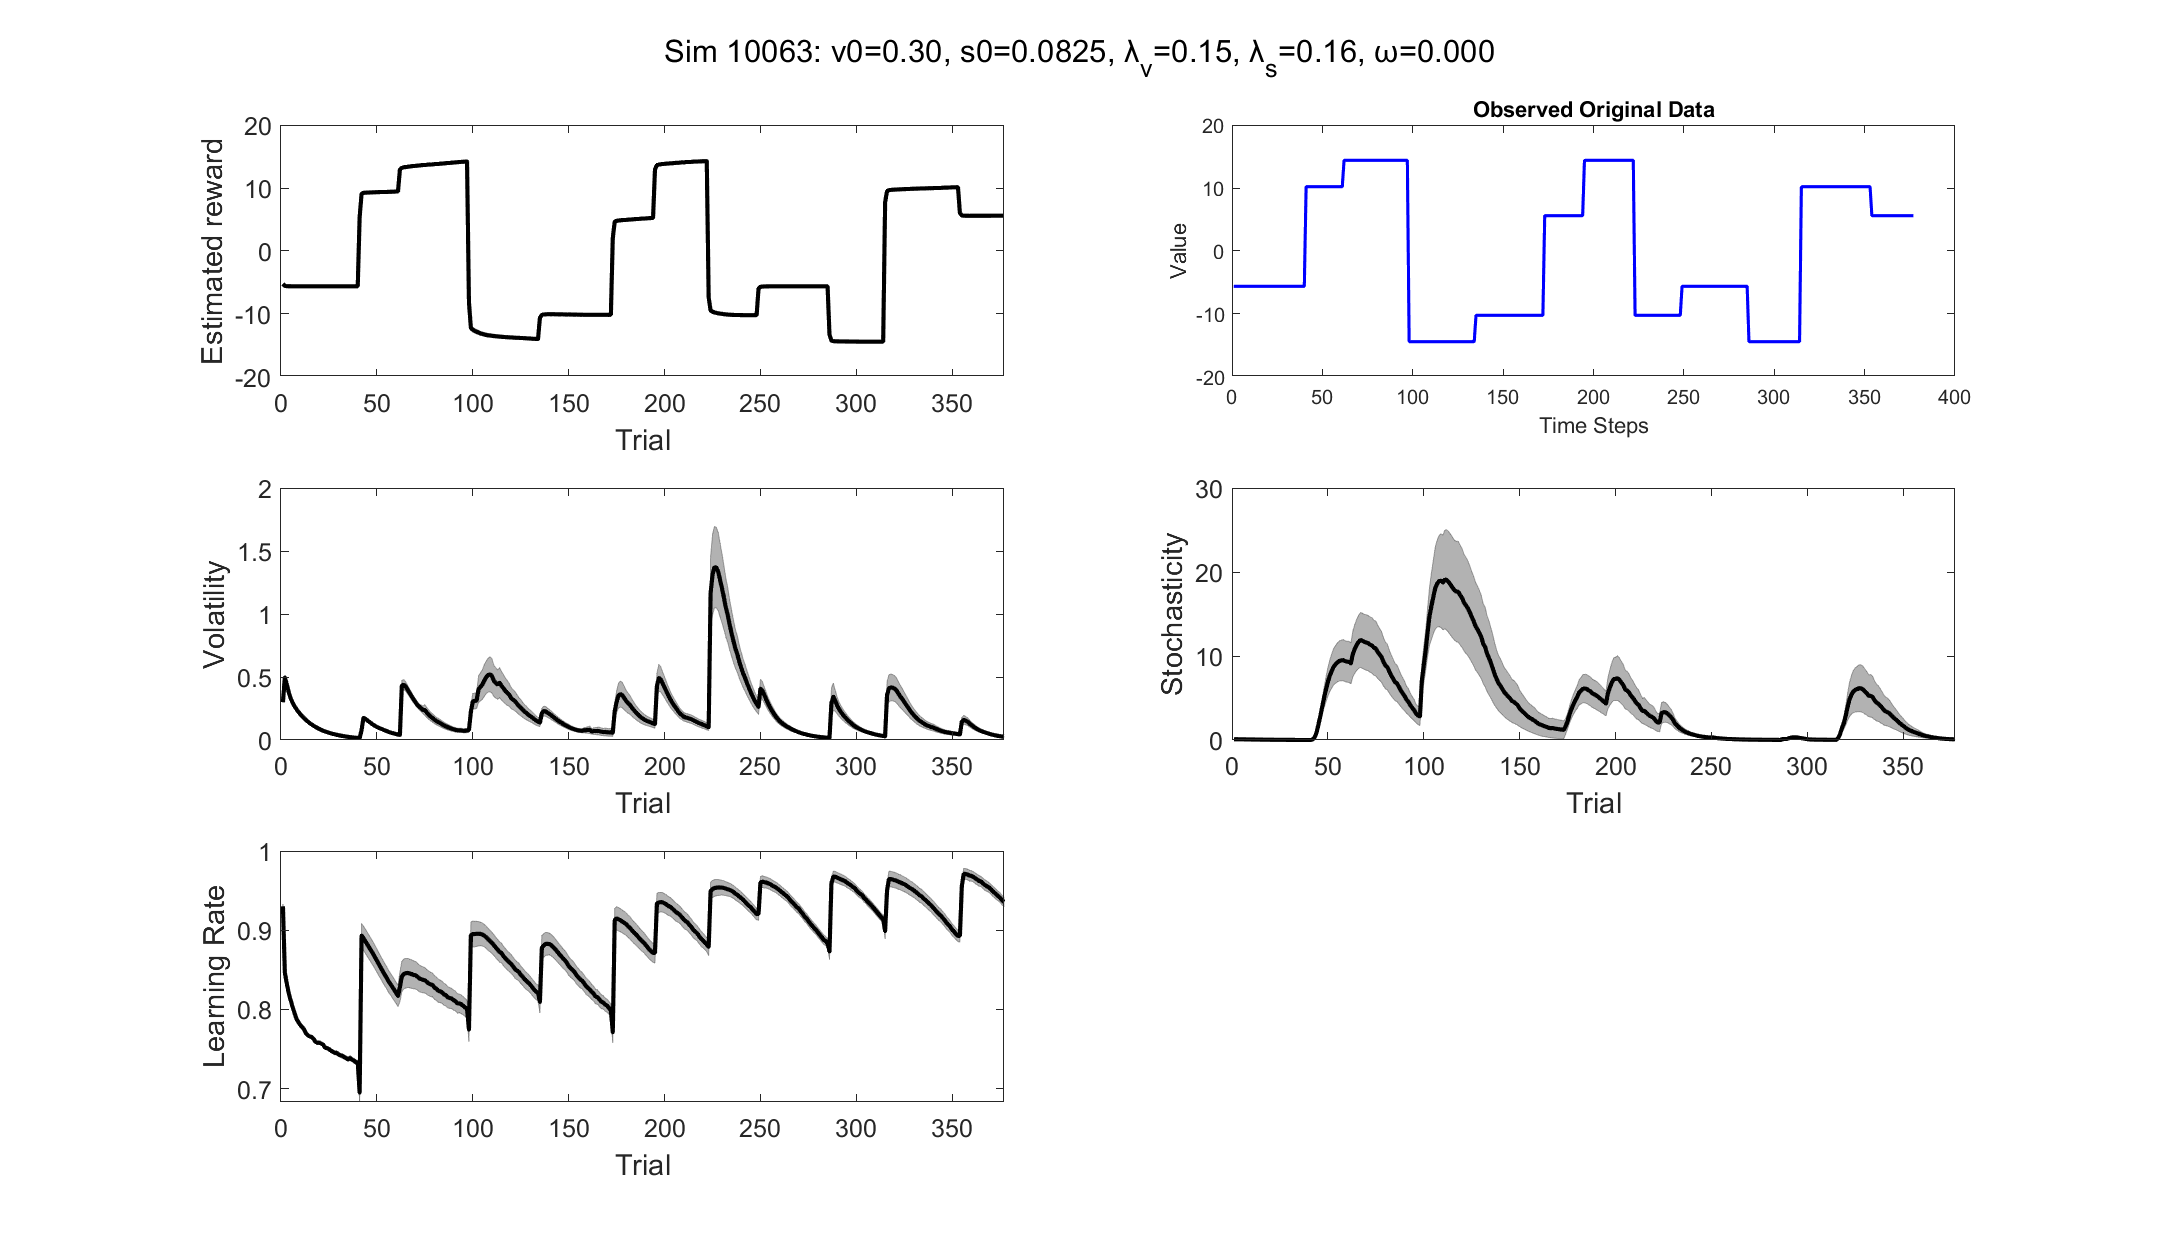 Sim 10063: v0=0.30, s0=0.0825, λ_v=0.15, λ_s=0.16, ω=0.000
20
10
0
-10
-20
Estimated reward
0 50 100 150 200 250 300 350
Trial
Observed Original Data
20
10
0
-10
-20
Value
0 50 100 150 200 250 300 350 400
Time Steps
2
1.5
1
0.5
0
Volatility
0 50 100 150 200 250 300 350
Trial
30
20
10
0
Stochasticity
0 50 100 150 200 250 300 350
Trial
1
0.9
0.8
0.7
Learning Rate
0 50 100 150 200 250 300 350
Trial